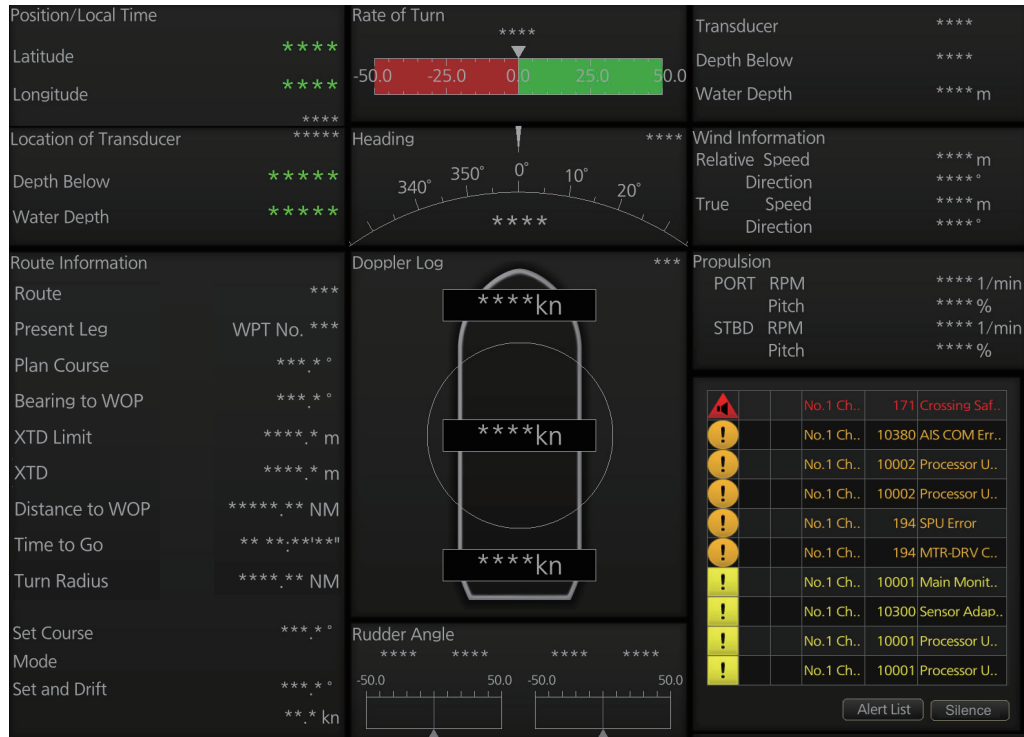 Position/Local Time
Latitude ****
Longitude ****
****
Location of Transducer *****
Depth Below *****
Water Depth *****
Route Information
Route ***
Present Leg WPT No. ***
Plan Course ***.* °
Bearing to WOP ***.* °
XTD Limit ****.* m
XTD ****.* m
Distance to WOP *****.** NM
Time to Go ** **:**'**"
Turn Radius ****.** NM
Set Course ***.* °
Mode
Set and Drift ***.* °
**.* kn
Rate of Turn
****
-50.0 -25.0 0.0 25.0 50.0
Heading ****
340° 350° 0° 10° 20°
****
Doppler Log ***
****kn
****kn
****kn
Rudder Angle
**** **** **** ****
-50.0 50.0 -50.0 50.0
Transducer ****
Depth Below ****
Water Depth **** m
Wind Information
Relative Speed **** m
Direction **** °
True Speed **** m
Direction **** °
Propulsion
PORT RPM **** 1/min
Pitch **** %
STBD RPM **** 1/min
Pitch **** %
No.1 Ch.. 171 Crossing Saf..
! No.1 Ch.. 10380 AIS COM Err..
! No.1 Ch.. 10002 Processor U..
! No.1 Ch.. 10002 Processor U..
! No.1 Ch.. 194 SPU Error
! No.1 Ch.. 194 MTR-DRV C..
! No.1 Ch.. 10001 Main Monit..
! No.1 Ch.. 10300 Sensor Adap..
! No.1 Ch.. 10001 Processor U..
! No.1 Ch.. 10001 Processor U..
Alert List Silence